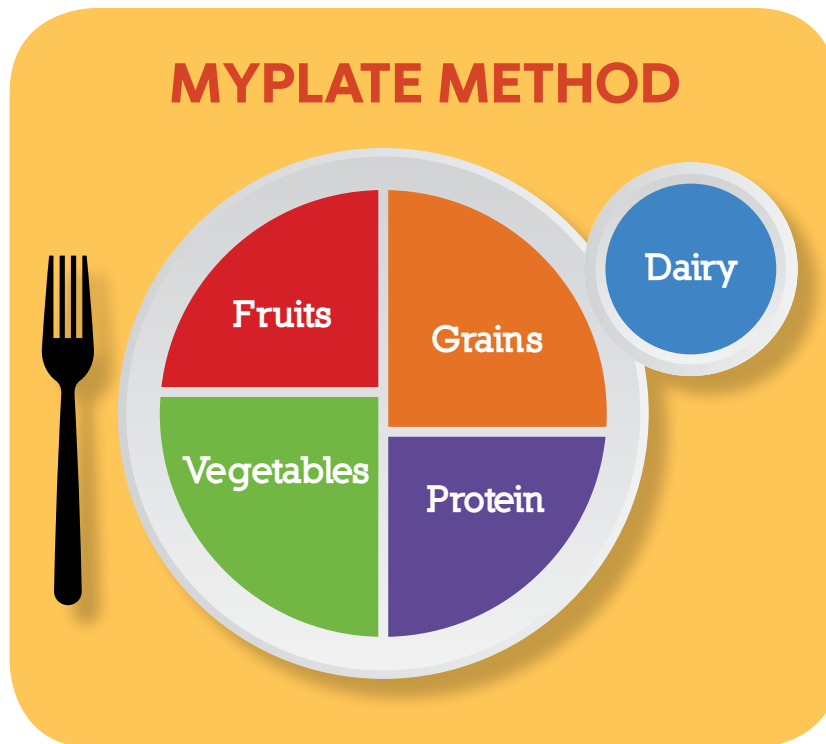 MYPLATE METHOD
Dairy
Fruits
Grains
Vegetables
Protein